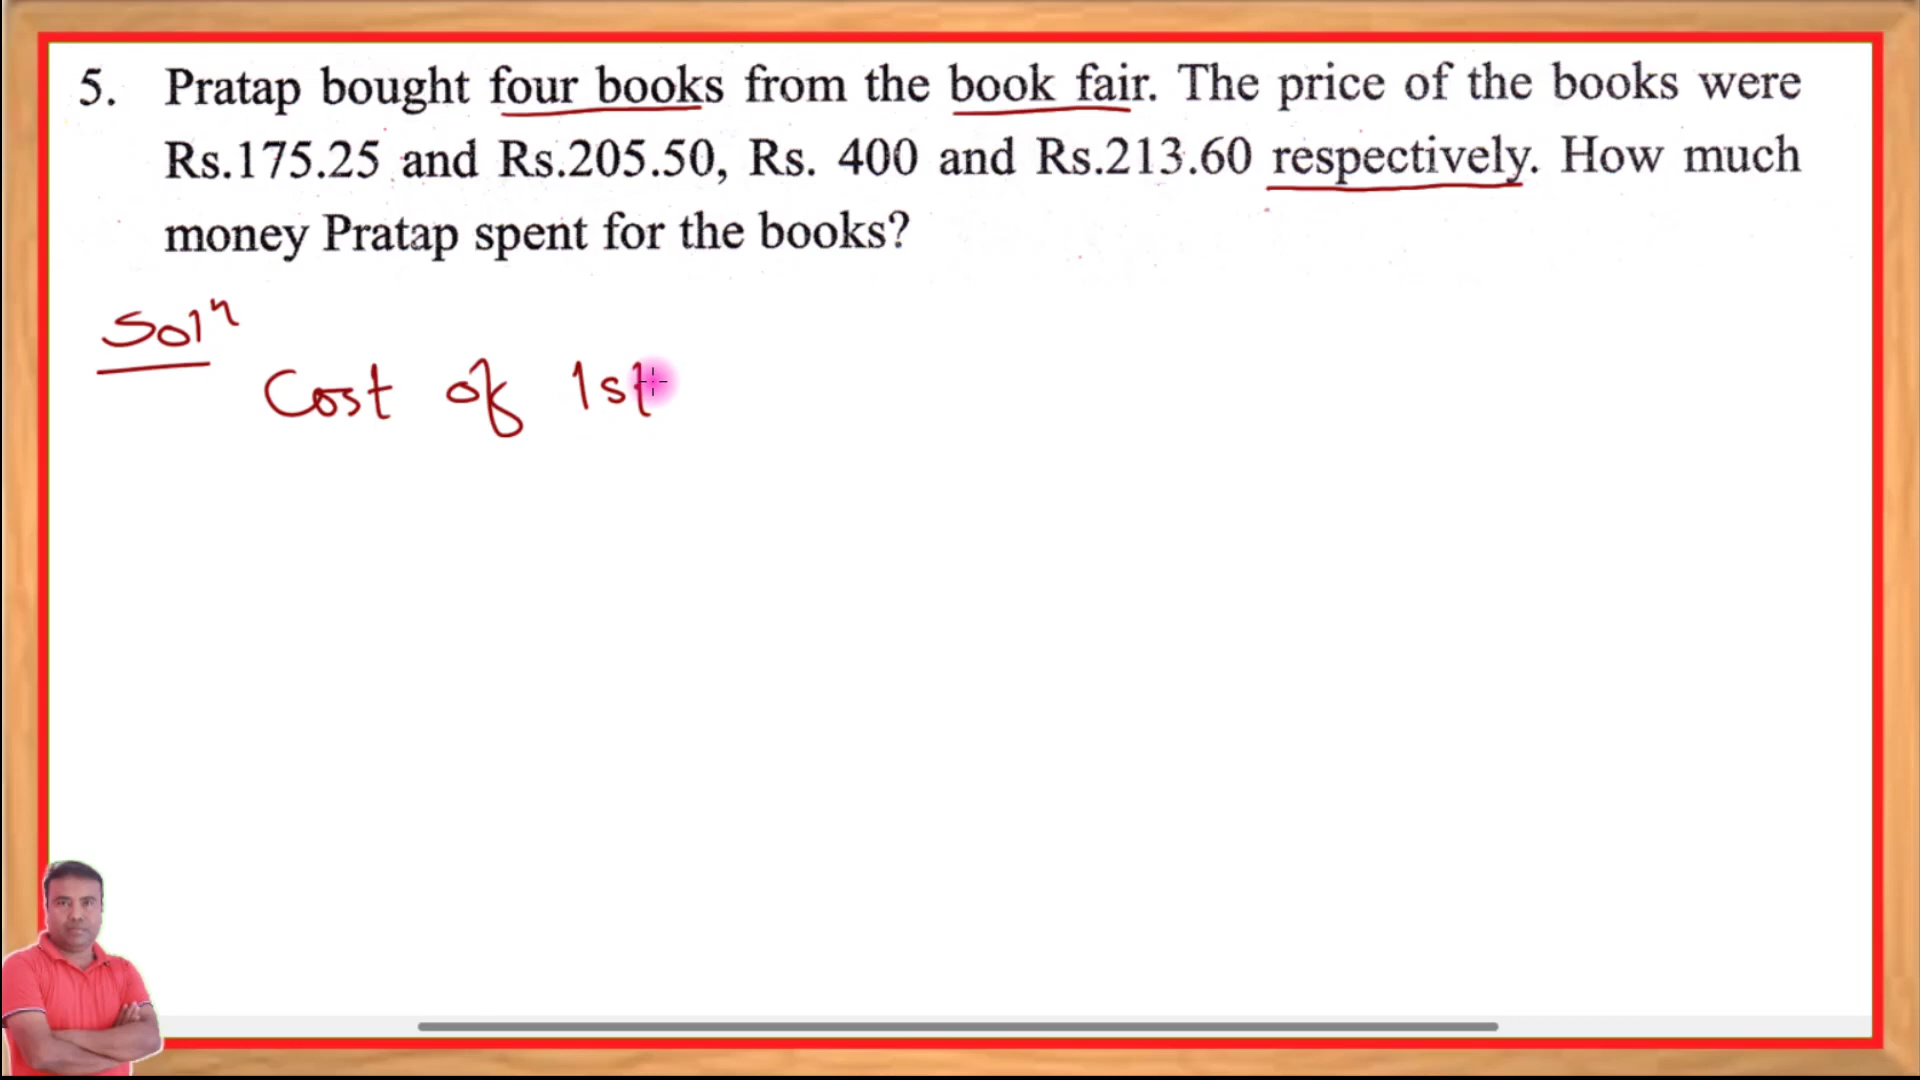 5. Pratap bought four books from the book fair. The price of the books were
Rs.175.25 and Rs.205.50, Rs. 400 and Rs.213.60 respectively. How much
money Pratap spent for the books?
Solⁿ
Cost of 1st